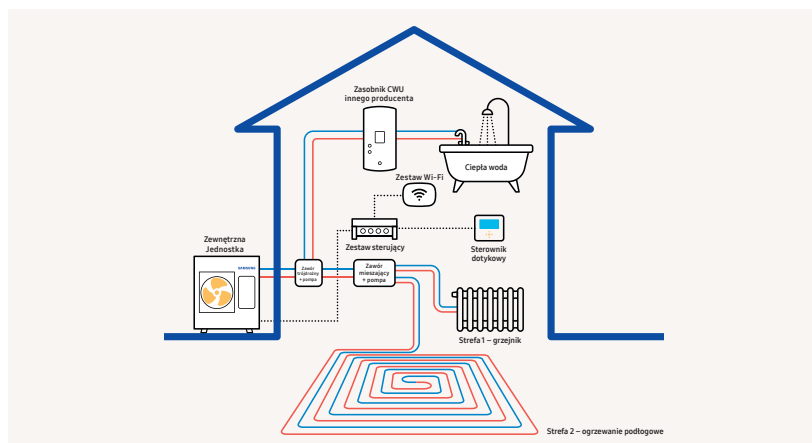 Zasobnik CWU
innego producenta
Ciepła woda
Zestaw Wi-Fi
Zestaw sterujący
Sterownik
dotykowy
Zewnętrzna
Jednostka
SAMSUNG
Zawór
trójdrożny
+ pompa
Zawór
mieszający
+ pompa
Strefa 1 – grzejnik
Strefa 2 – ogrzewanie podłogowe